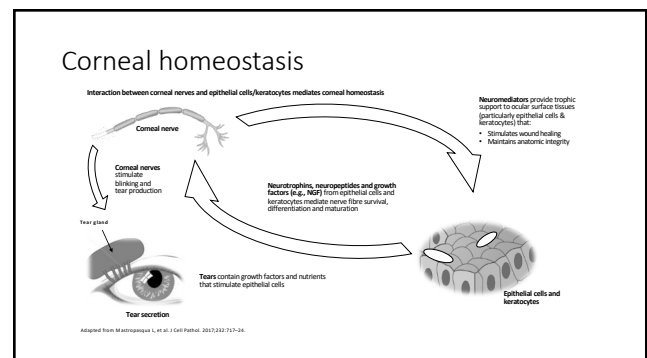 Corneal homeostasis
Interaction between corneal nerves and epithelial cells/keratocytes mediates corneal homeostasis
Corneal nerve
Neuromediators provide trophic
support to ocular surface tissues
(particularly epithelial cells &
keratocytes) that:
• Stimulates wound healing
• Maintains anatomic integrity
Corneal nerves
stimulate
blinking and
tear production
Neurotrophins, neuropeptides and growth
factors (e.g., NGF) from epithelial cells and
keratocytes mediate nerve fibre survival,
differentiation and maturation
Tear gland
Tears contain growth factors and nutrients
that stimulate epithelial cells
Epithelial cells and
keratocytes
Tear secretion
Adapted from Mastropasqua L, et al. J Cell Pathol. 2017;232:717–24.